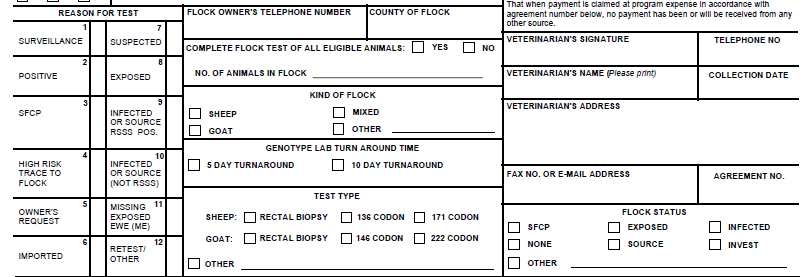 REASON FOR TEST
1
SURVEILLANCE
7
SUSPECTED
2
POSITIVE
8
EXPOSED
3
SFCP
9
INFECTED
OR SOURCE
RSSS POS.
4
HIGH RISK
TRACE TO
FLOCK
10
INFECTED
OR SOURCE
(NOT RSSS)
5
OWNER'S
REQUEST
11
MISSING
EXPOSED
EWE (ME)
6
IMPORTED
12
RETEST/
OTHER
FLOCK OWNER'S TELEPHONE NUMBER
COUNTY OF FLOCK
COMPLETE FLOCK TEST OF ALL ELIGIBLE ANIMALS: YES NO
NO. OF ANIMALS IN FLOCK
KIND OF FLOCK
SHEEP MIXED
GOAT OTHER
GENOTYPE LAB TURN AROUND TIME
5 DAY TURNAROUND 10 DAY TURNAROUND
TEST TYPE
SHEEP: RECTAL BIOPSY 136 CODON 171 CODON
GOAT: RECTAL BIOPSY 146 CODON 222 CODON
OTHER
That when payment is claimed at program expense in accordance with
agreement number below, no payment has been or will be received from any
other source.
VETERINARIAN'S SIGNATURE
TELEPHONE NO
VETERINARIAN'S NAME (Please print)
COLLECTION DATE
VETERINARIAN'S ADDRESS
FAX NO. OR E-MAIL ADDRESS
AGREEMENT NO.
FLOCK STATUS
SFCP EXPOSED INFECTED
NONE SOURCE INVEST
OTHER